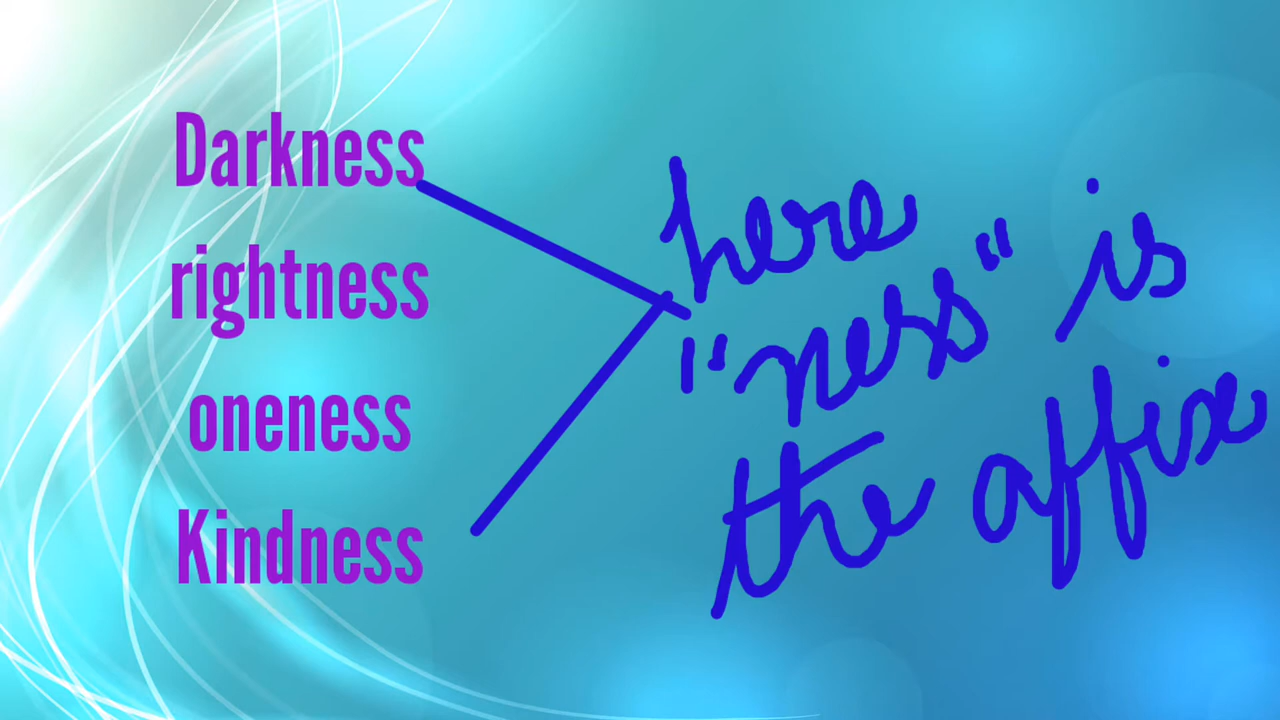 Darkness
rightness
oneness
Kindness
here
"ness" is
the affix